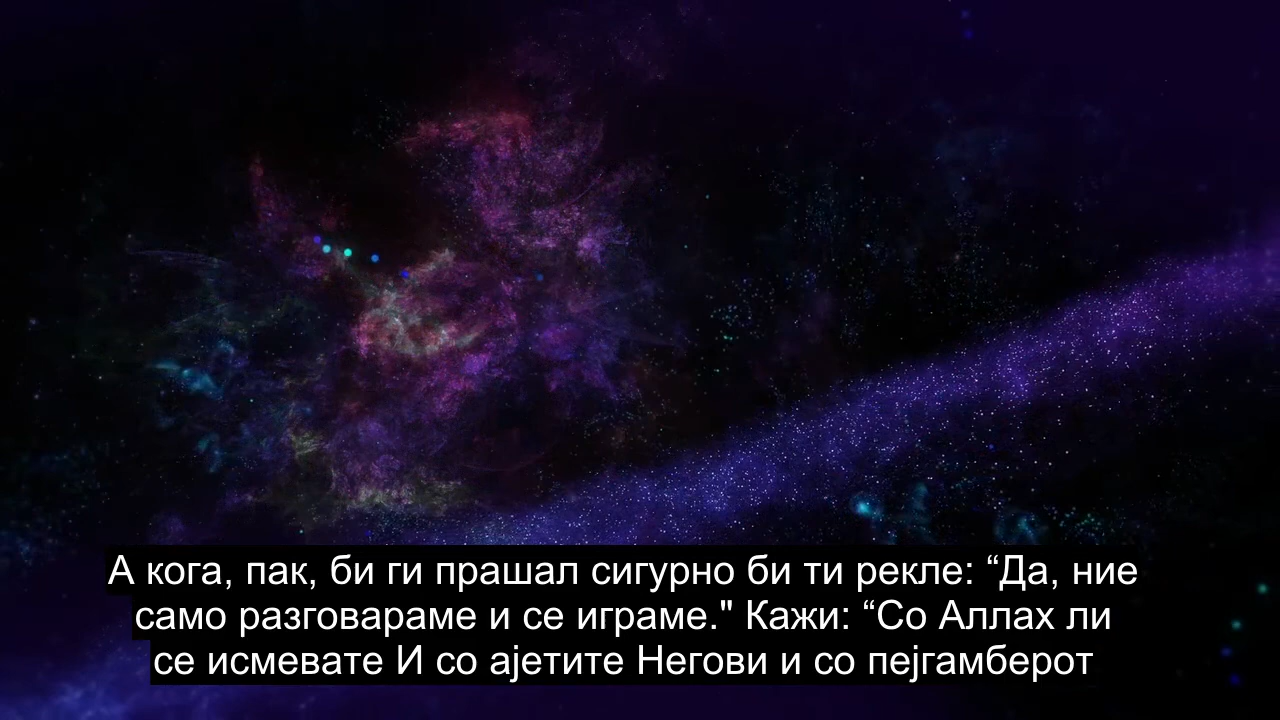 А кога, пак, би ги прашал сигурно би ти рекле: “Да, ние
само разговараме и се играме." Кажи: “Со Аллах ли
се исмевате И со ајетите Негови и со пејгамберот